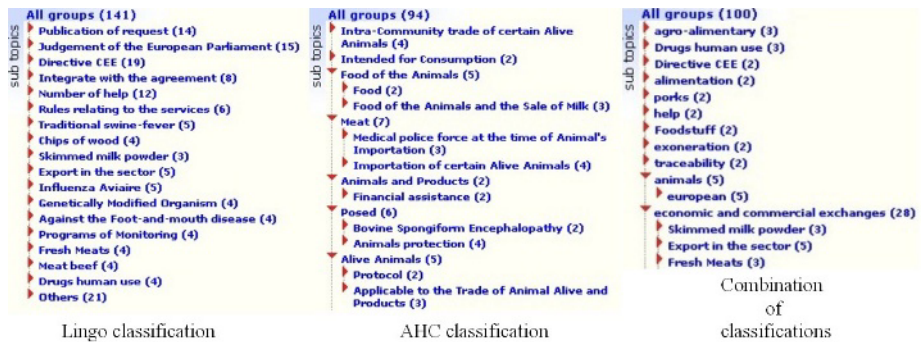 All groups (141)
sub topics
Publication of request (14)
Judgement of the European Parliament (15)
Directive CEE (19)
Integrate with the agreement (8)
Number of help (12)
Rules relating to the services (6)
Traditional swine-fever (5)
Chips of wood (4)
Skimmed milk powder (3)
Export in the sector (5)
Influenza Aviaire (5)
Genetically Modified Organism (4)
Against the Foot-and-mouth disease (4)
Programs of Monitoring (4)
Fresh Meats (4)
Meat beef (4)
Drugs human use (4)
Others (21)
Lingo classification
All groups (94)
sub topics
Intra-Community trade of certain Alive
Animals (4)
Intended for Consumption (2)
Food of the Animals (5)
Food (2)
Food of the Animals and the Sale of Milk (3)
Meat (7)
Medical police force at the time of Animal's
Importation (3)
Importation of certain Alive Animals (4)
Animals and Products (2)
Financial assistance (2)
Posed (6)
Bovine Spongiform Encephalopathy (2)
Animals protection (4)
Alive Animals (5)
Protocol (2)
Applicable to the Trade of Animal Alive and
Products (3)
AHC classification
All groups (100)
sub topics
agro-alimentary (3)
Drugs human use (3)
Directive CEE (2)
alimentation (2)
porks (2)
help (2)
Foodstuff (2)
exoneration (2)
traceability (2)
animals (5)
european (5)
economic and commercial exchanges (28)
Skimmed milk powder (3)
Export in the sector (5)
Fresh Meats (3)
Combination
of
classifications